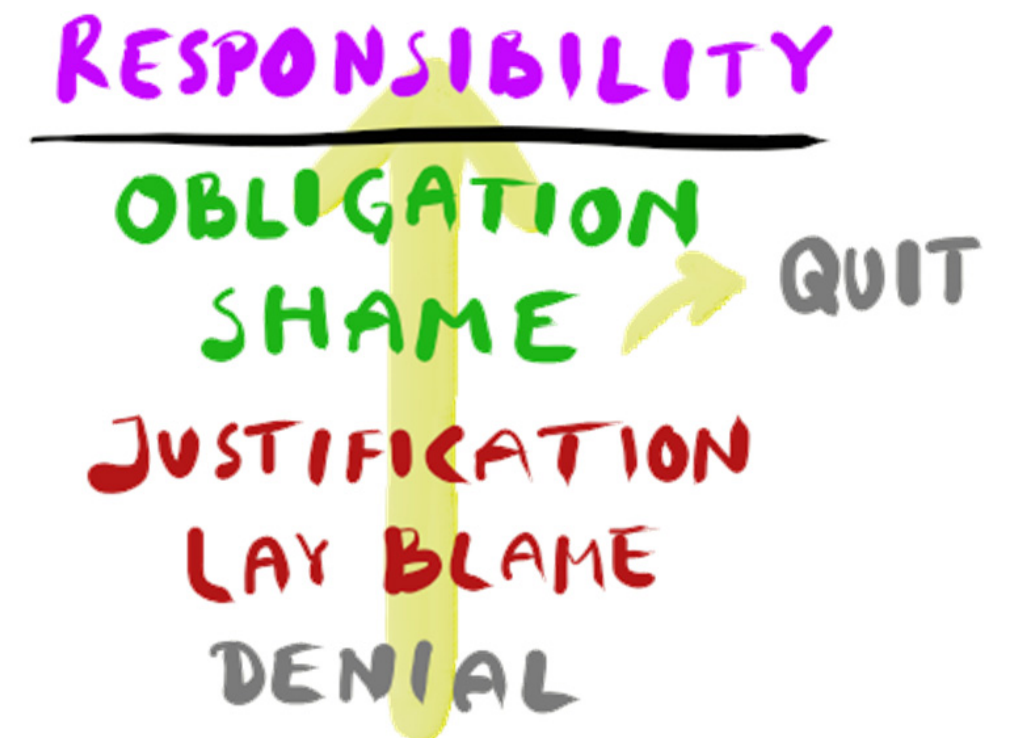 RESPONSIBILITY
OBLIGATION
QUIT
SHAME
JUSTIFICATION
LAY BLAME
DENIAL